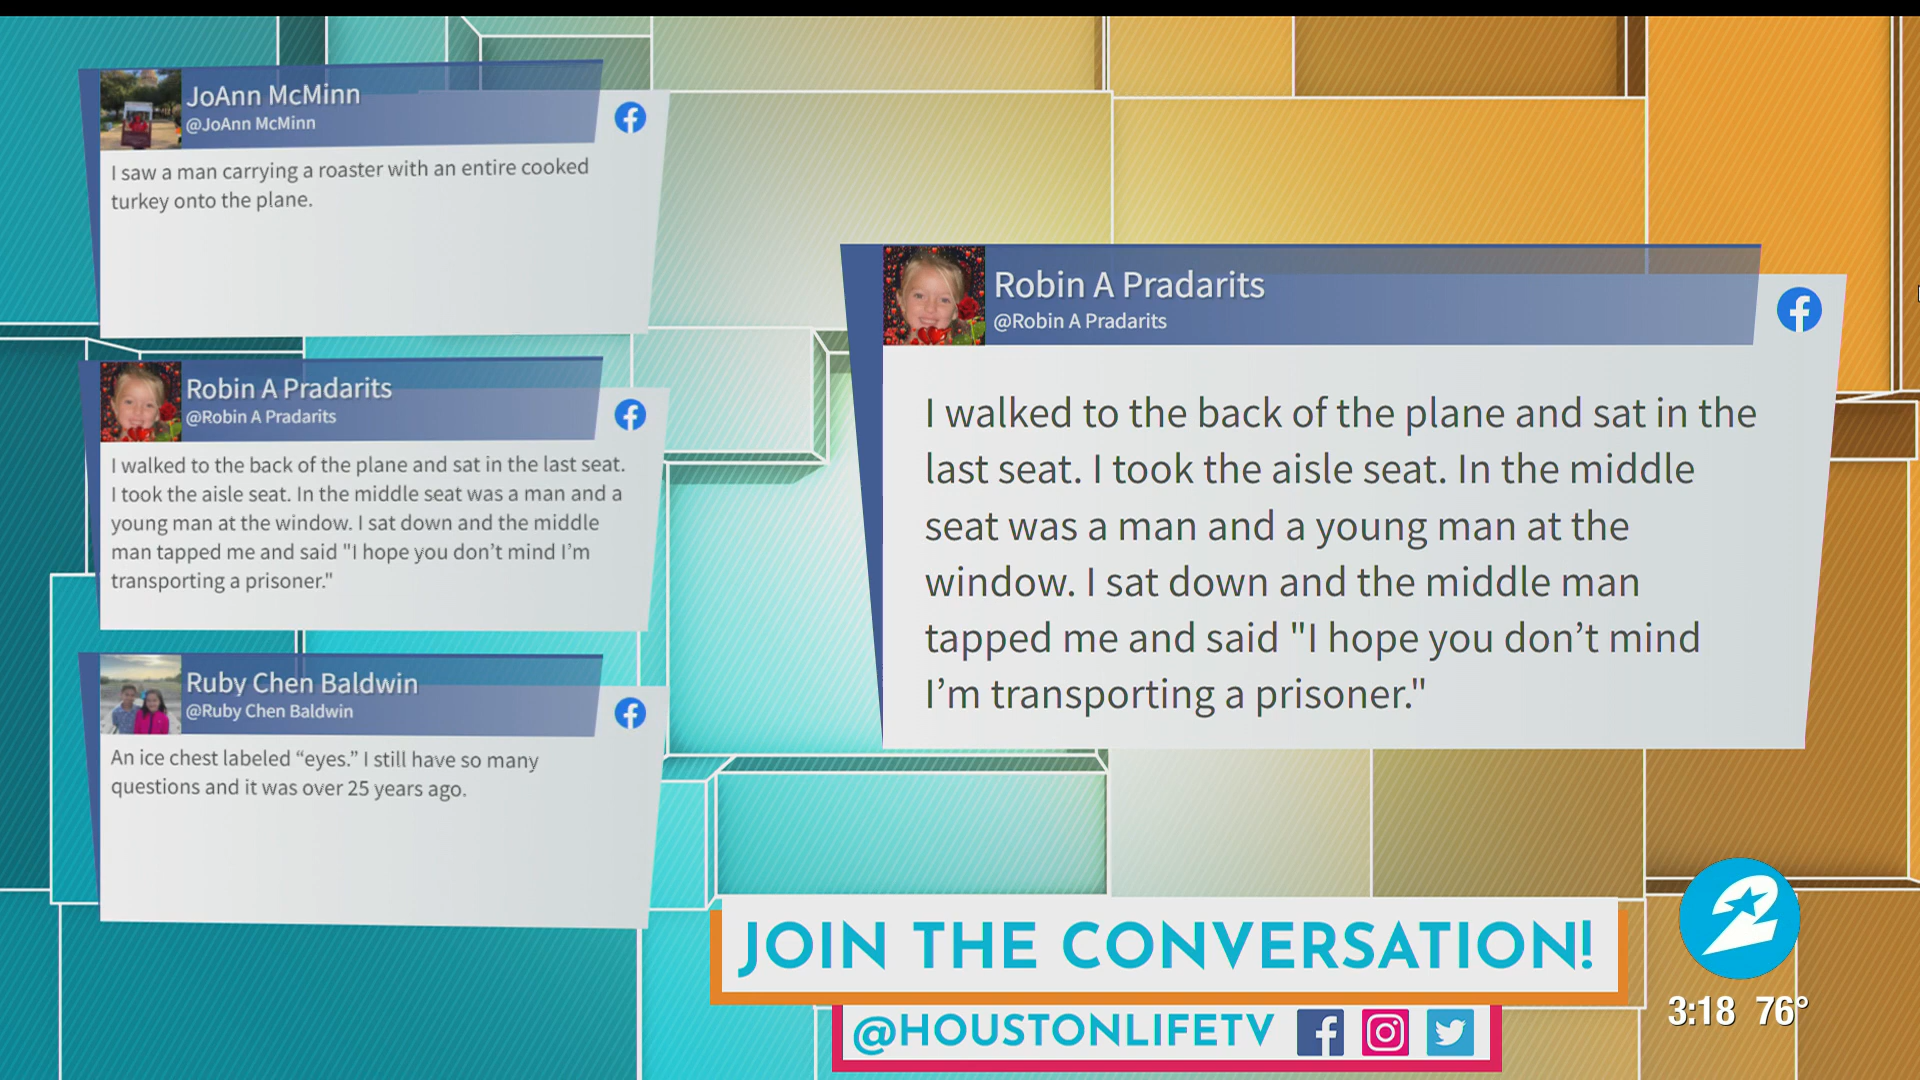 JoAnn McMinn
@JoAnn McMinn
I saw a man carrying a roaster with an entire cooked
turkey onto the plane.
Robin A Pradarits
@Robin A Pradarits
I walked to the back of the plane and sat in the last seat.
I took the aisle seat. In the middle seat was a man and a
young man at the window. I sat down and the middle
man tapped me and said "I hope you don’t mind I’m
transporting a prisoner."
Ruby Chen Baldwin
@Ruby Chen Baldwin
An ice chest labeled “eyes.” I still have so many
questions and it was over 25 years ago.
Robin A Pradarits
@Robin A Pradarits
I walked to the back of the plane and sat in the
last seat. I took the aisle seat. In the middle
seat was a man and a young man at the
window. I sat down and the middle man
tapped me and said "I hope you don’t mind
I’m transporting a prisoner."
JOIN THE CONVERSATION!
@HOUSTONLIFETV
2
3:18 76°